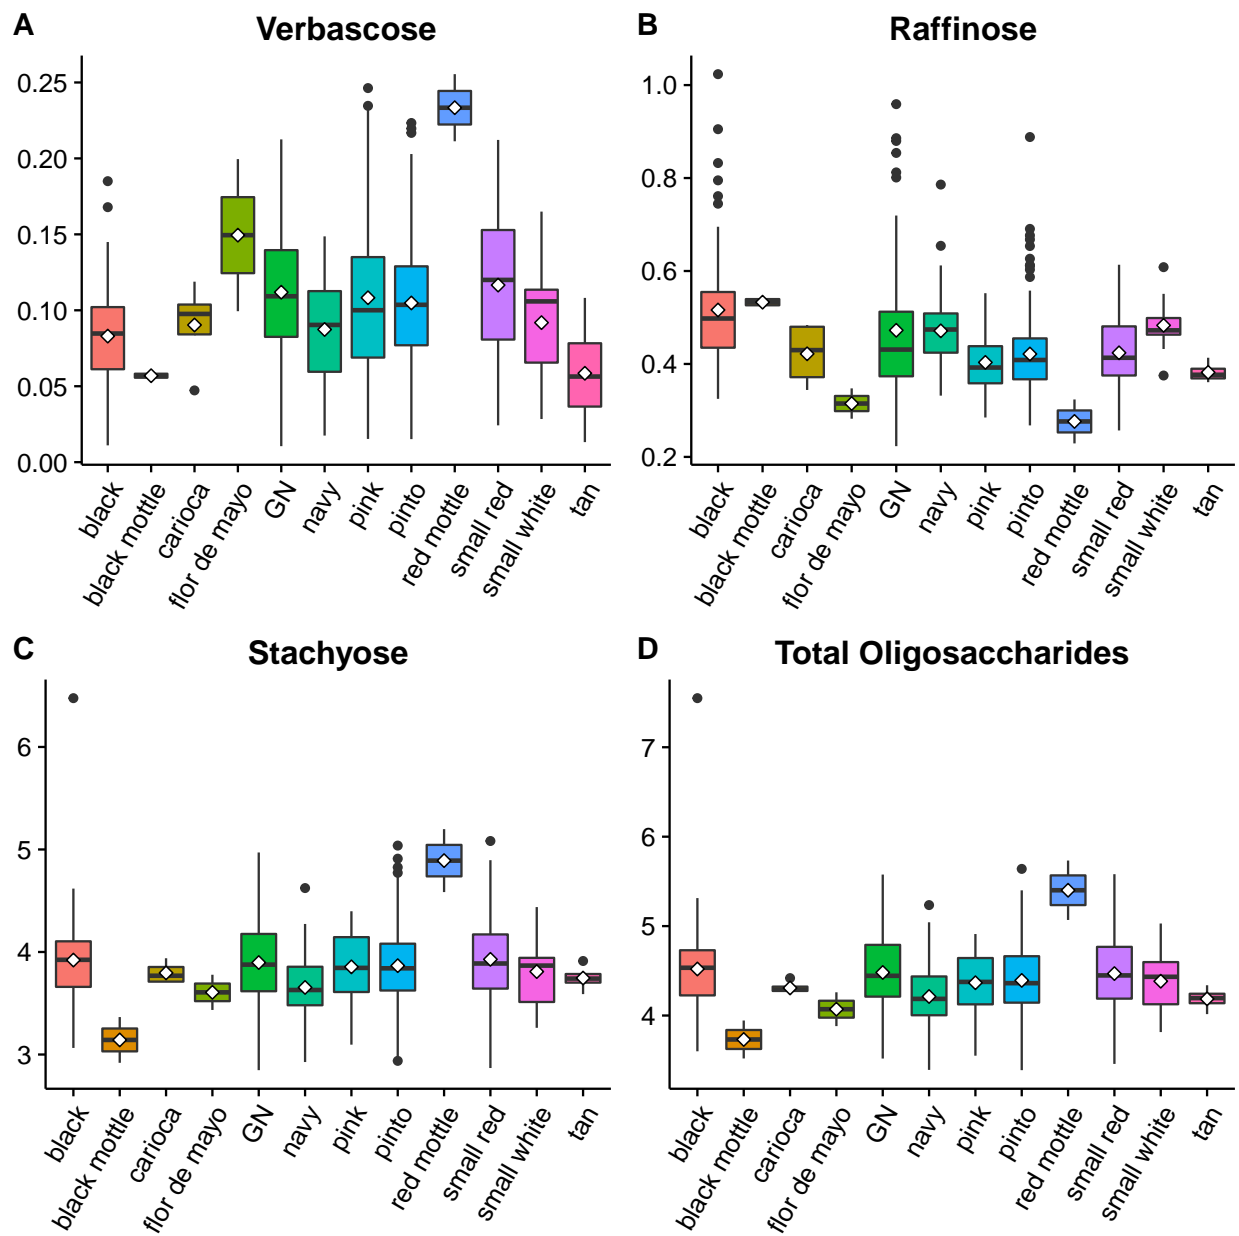 A Verbascose
0.25
0.20
0.15
0.10
0.05
0.00
black
black mottle
carioca
flor de mayo
GN
navy
pink
pinto
red mottle
small red
small white
tan
B Raffinose
1.0
0.8
0.6
0.4
0.2
black
black mottle
carioca
flor de mayo
GN
navy
pink
pinto
red mottle
small red
small white
tan
C Stachyose
6
5
4
3
black
black mottle
carioca
flor de mayo
GN
navy
pink
pinto
red mottle
small red
small white
tan
D Total Oligosaccharides
7
6
5
4
black
black mottle
carioca
flor de mayo
GN
navy
pink
pinto
red mottle
small red
small white
tan